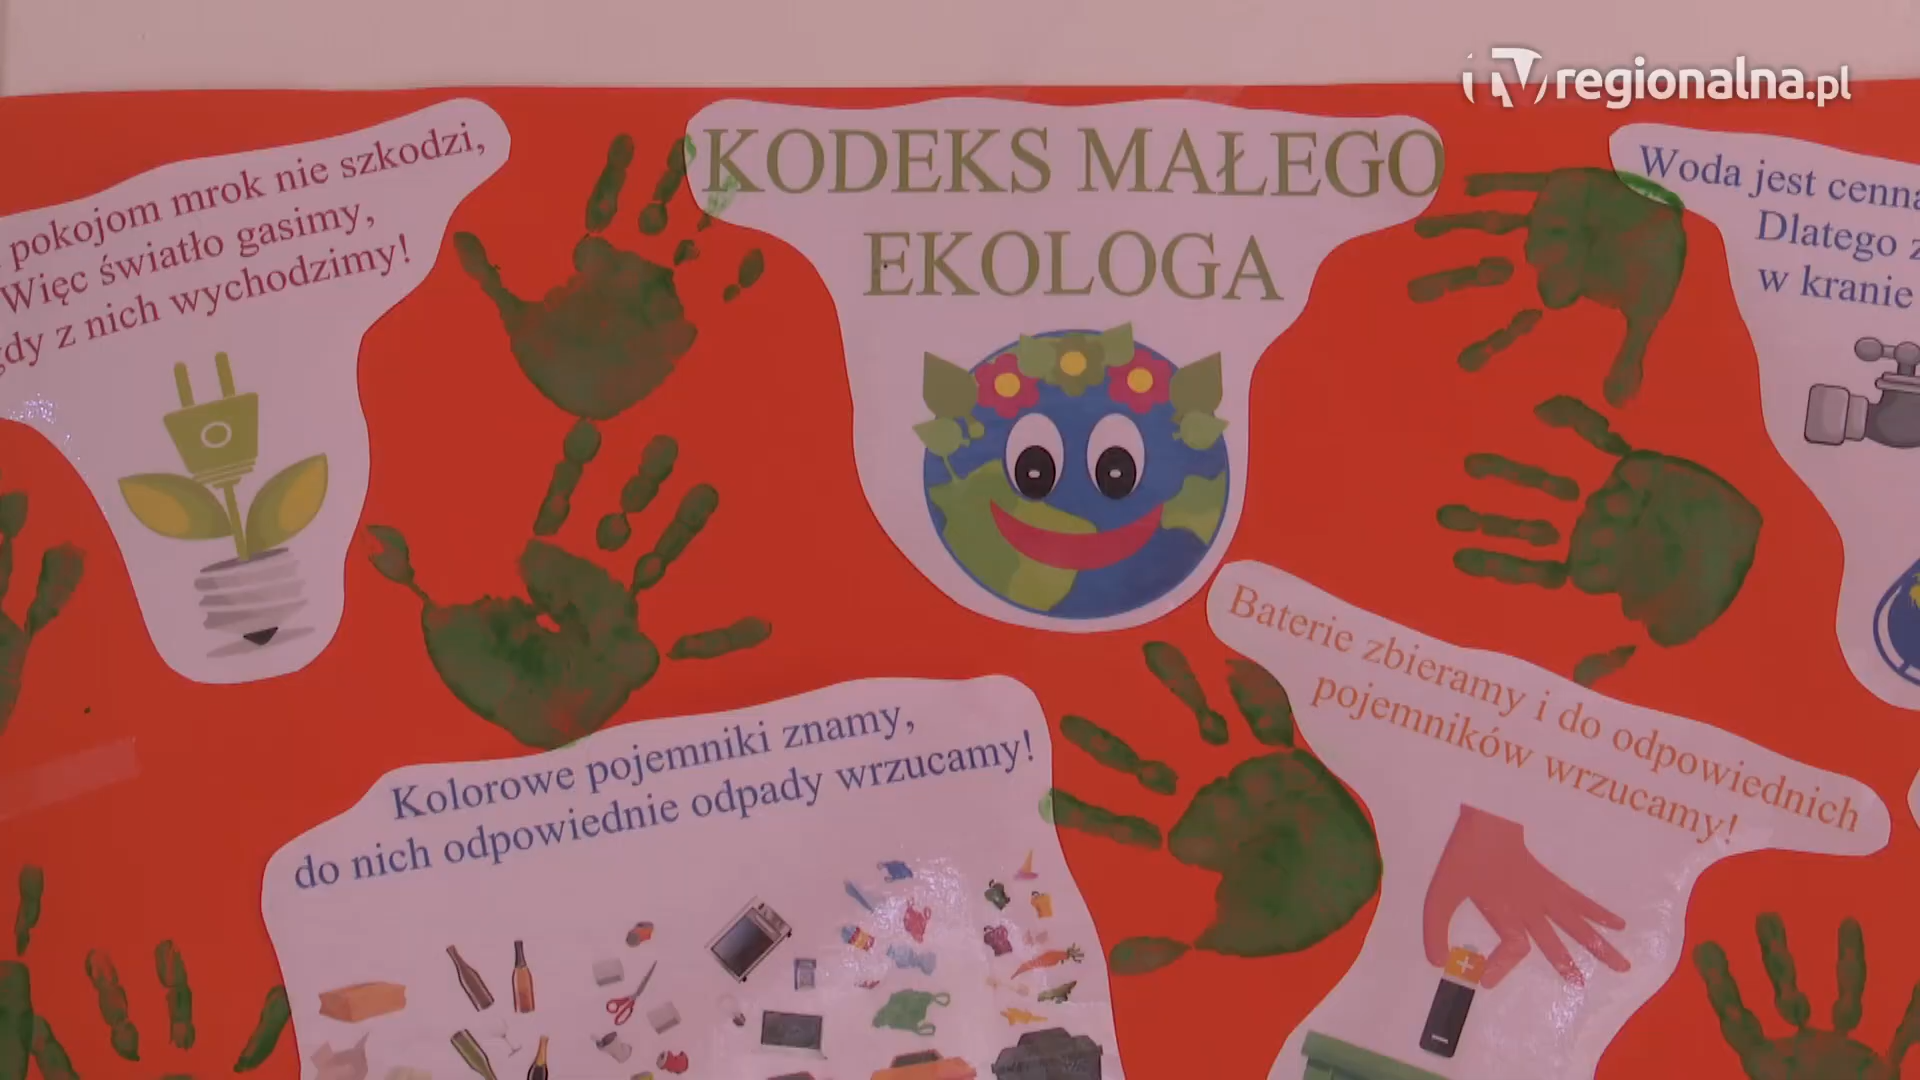 regionalna.pl
KODEKS MAŁEGO
EKOLOGA
pokojom mrok nie szkodzi,
Więc światło gasimy,
gdy z nich wychodzimy!
Woda jest cenna
Dlatego
w kranie
Kolorowe pojemniki znamy,
do nich odpowiednie odpady wrzucamy!
Baterie zbieramy i do odpowiednich
pojemników wrzucamy!